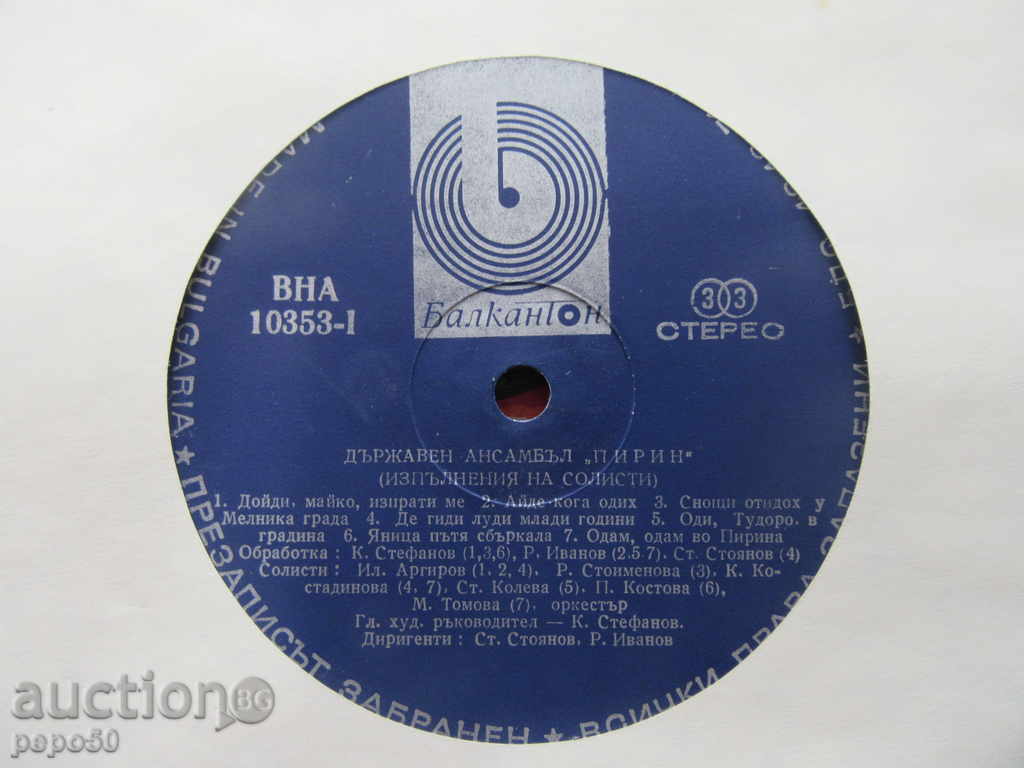 Балкантон
ВНА
10353-I
33
СТЕРЕО
ДЪРЖАВЕН АНСАМБЪЛ „ПИРИН"
(ИЗПЪЛНЕНИЯ НА СОЛИСТИ)
1. Дойди, майко, изпрати ме 2. Айде кога одих 3. Снощи отидох у
Мелника града 4. Де гиди луди млади години 5. Оди, Тудоро в
градина 6. Яница пътя сбъркала 7. Одам, одам во Пирина
Обработка : К. Стефанов (1,3,6), Р. Иванов (2.5 7), Ст. Стоянов (4)
Солисти : Ил. Аргиров (1. 2, 4), Р. Стоименова (3), К. Ко-
стадинова (4, 7), Ст. Колева (5), П. Костова (6),
М. Томова (7), оркестър
Гл. худ. ръководител — К. Стефанов.
Диригенти : Ст. Стоянов, Р. Иванов
MADE IN BULGARIA ★ ПРЕЗАПИСЪТ ЗАБРАНЕН ★ ВСИЧКИ ПРАВА ЗАПАЗЕНИ ★
auction BG
papo50